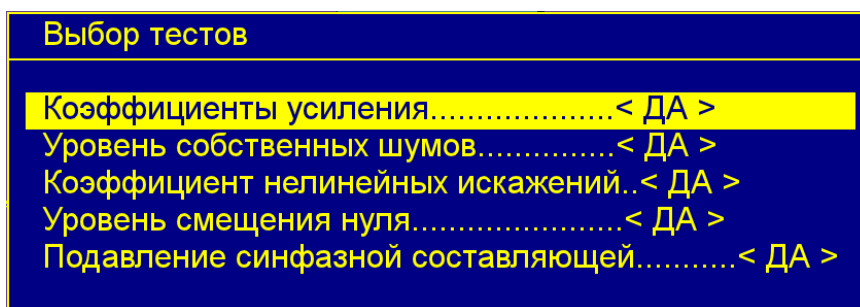 Выбор тестов
Коэффициенты усиления....................< ДА >
Уровень собственных шумов...............< ДА >
Коэффициент нелинейных искажений..< ДА >
Уровень смещения нуля.......................< ДА >
Подавление синфазной составляющей...........< ДА >